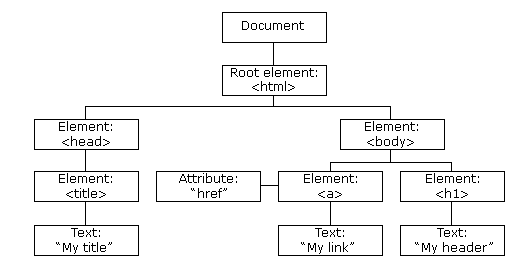 Document
Root element:
<html>
Element:
<head>
Element:
<body>
Element:
<title>
Attribute:
“href”
Element:
<a>
Element:
<h1>
Text:
“My title”
Text:
“My link”
Text:
“My header”